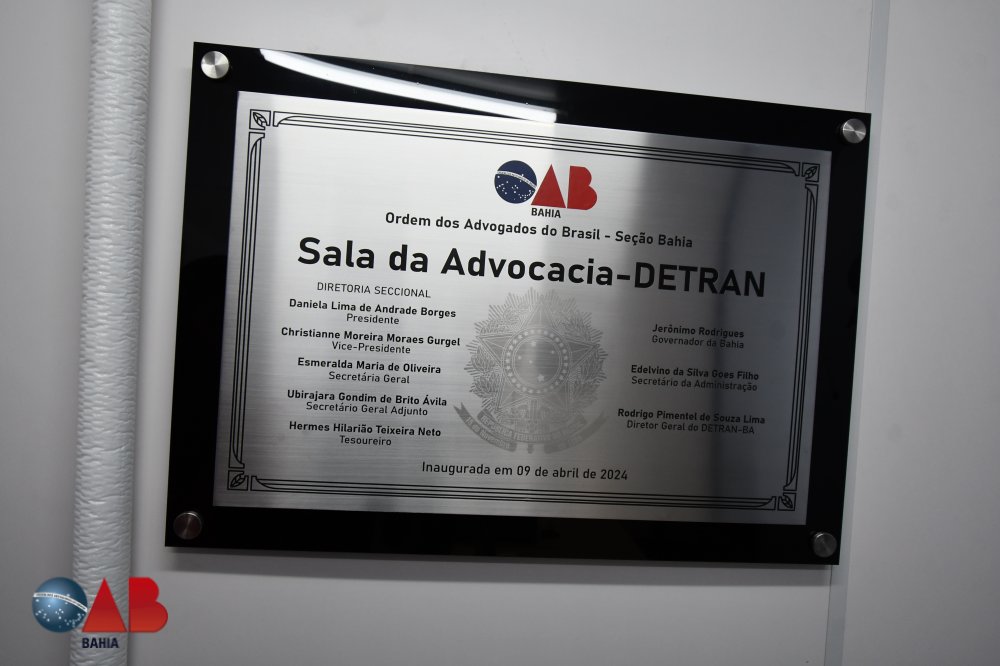 OAB
BAHIA
Ordem dos Advogados do Brasil - Seção Bahia
Sala da Advocacia-DETRAN
DIRETORIA SECCIONAL
Daniela Lima de Andrade Borges
Presidente
Christianne Moreira Moraes Gurgel
Vice-Presidente
Esmeralda Maria de Oliveira
Secretária Geral
Ubirajara Gondim de Brito Ávila
Secretário Geral Adjunto
Hermes Hilarião Teixeira Neto
Tesoureiro
Jerônimo Rodrigues
Governador da Bahia
Edelvino da Silva Goes Filho
Secretário da Administração
Rodrigo Pimentel de Souza Lima
Diretor Geral do DETRAN-BA
Inaugurada em 09 de abril de 2024
OAB
BAHIA